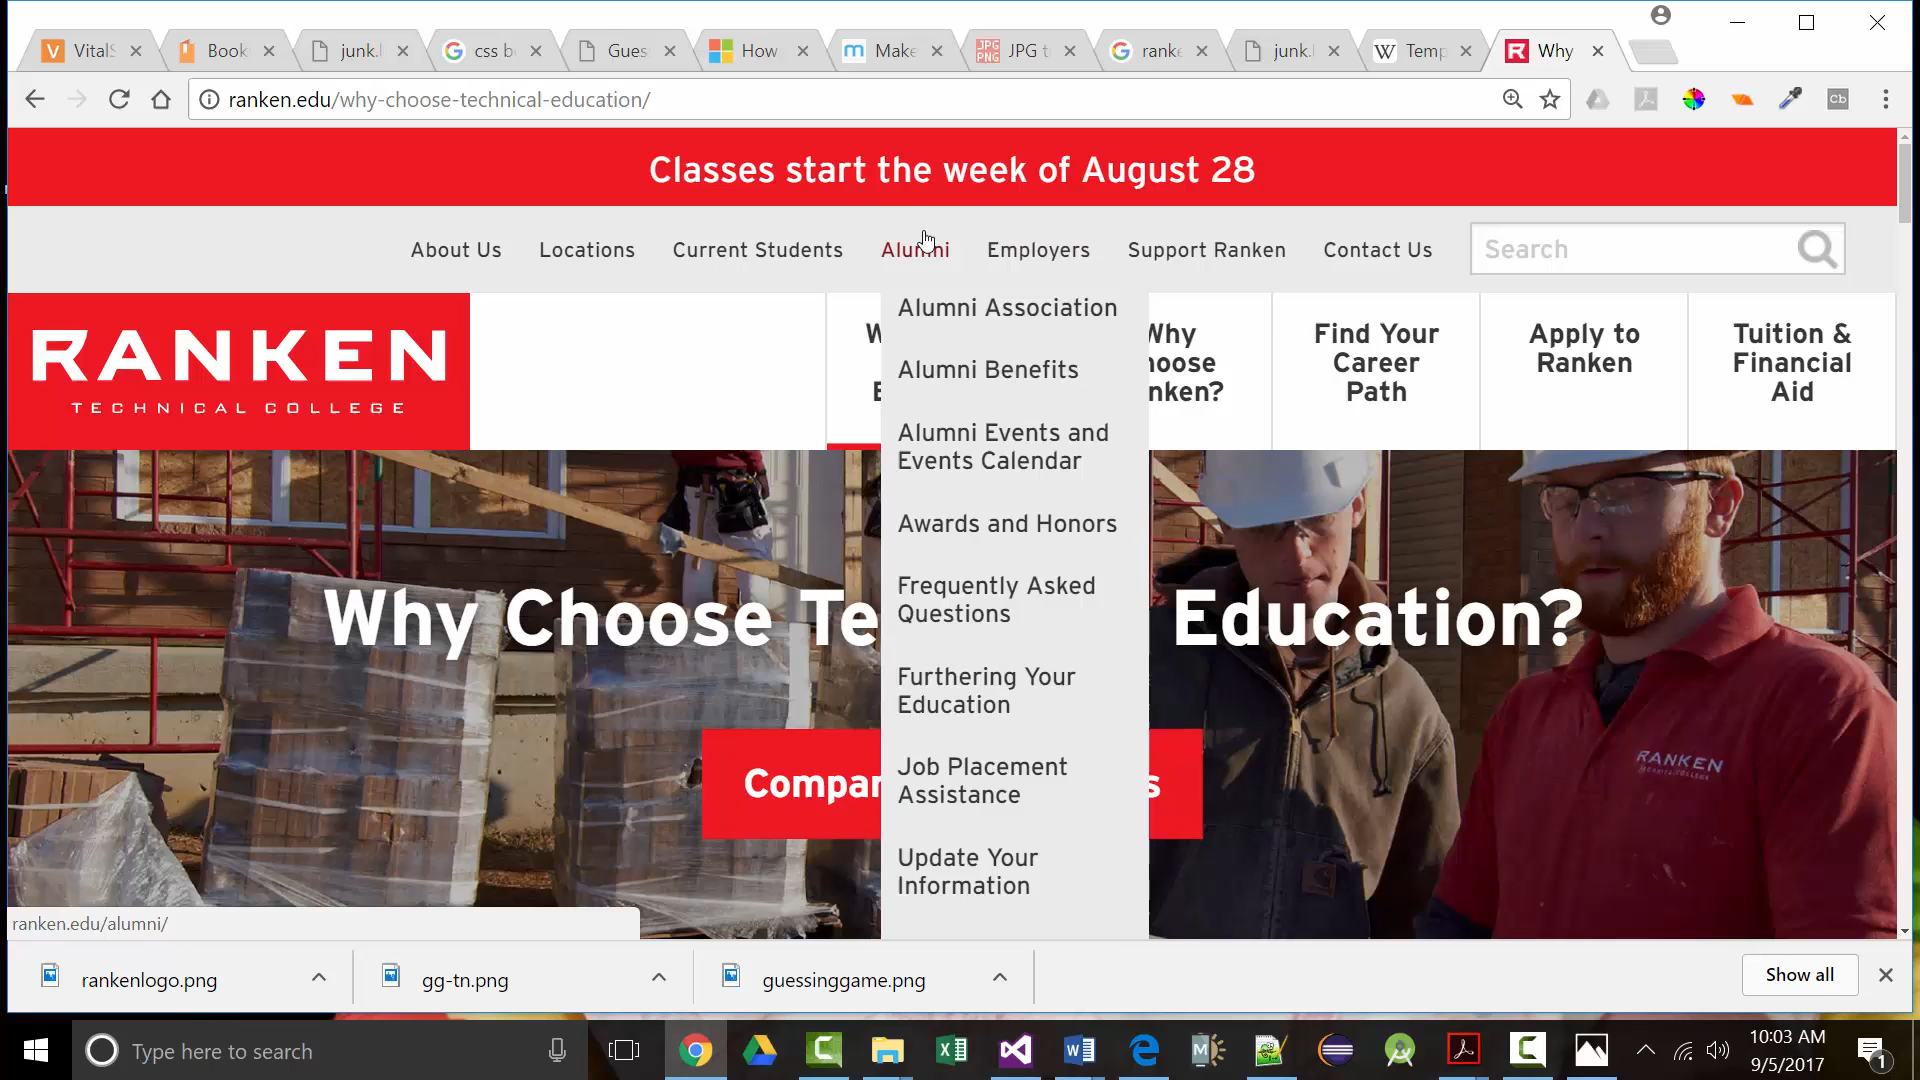 VitalS
Book
junk.l
css b
Gues
How
Make
JPG t
ranke
junk.
Temp
Why
ranken.edu/why-choose-technical-education/
Classes start the week of August 28
About Us
Locations
Current Students
Alumni
Employers
Support Ranken
Contact Us
Search
RANKEN
TECHNICAL COLLEGE
W
E
Why
hoose
nken?
Find Your
Career
Path
Apply to
Ranken
Tuition &
Financial
Aid
Alumni Association
Alumni Benefits
Alumni Events and
Events Calendar
Awards and Honors
Frequently Asked
Questions
Furthering Your
Education
Job Placement
Assistance
Update Your
Information
Why Choose Te Education?
Compar s
RANKEN
TECHNICAL COLLEGE
ranken.edu/alumni/
rankenlogo.png
gg-tn.png
guessinggame.png
Show all
Type here to search
10:03 AM
9/5/2017
1